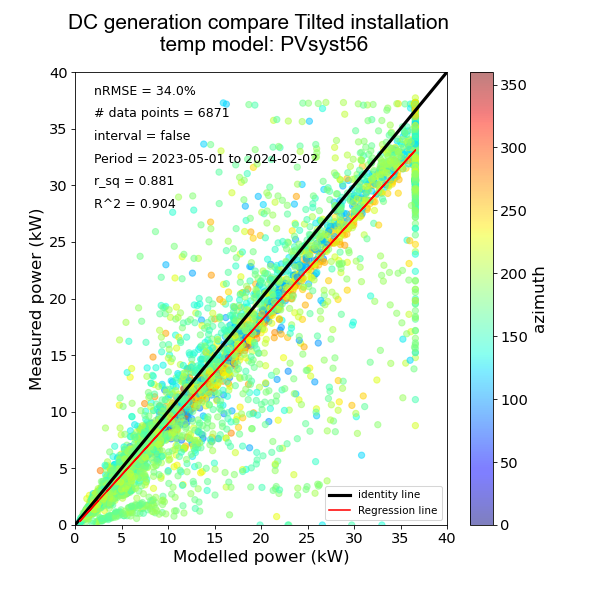 DC generation compare Tilted installation
temp model: PVsyst56
nRMSE = 34.0%
# data points = 6871
interval = false
Period = 2023-05-01 to 2024-02-02
r_sq = 0.881
R^2 = 0.904
Measured power (kW)
40
35
30
25
20
15
10
5
0
0
5
10
15
20
25
30
35
40
Modelled power (kW)
identity line
Regression line
350
300
250
200
150
100
50
0
azimuth